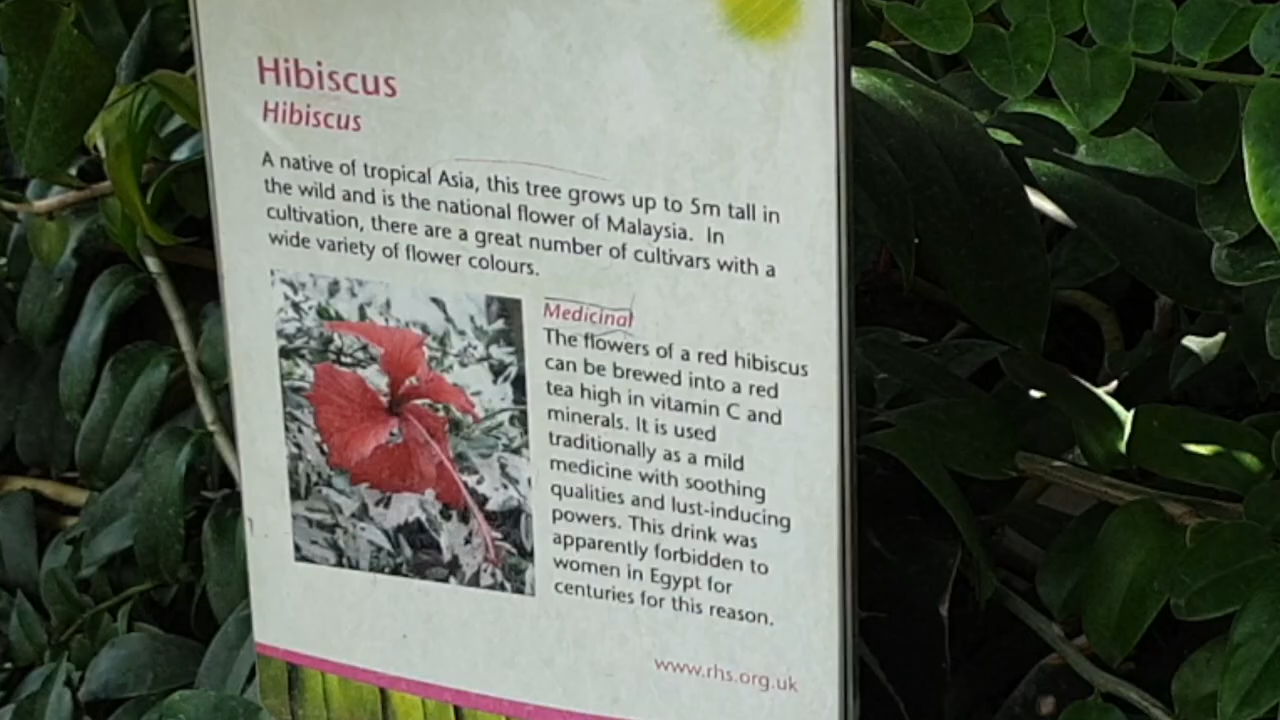 Hibiscus
Hibiscus
A native of tropical Asia, this tree grows up to 5m tall in
the wild and is the national flower of Malaysia. In
cultivation, there are a great number of cultivars with a
wide variety of flower colours.
Medicinal
The flowers of a red hibiscus
can be brewed into a red
tea high in vitamin C and
minerals. It is used
traditionally as a mild
medicine with soothing
qualities and lust-inducing
powers. This drink was
apparently forbidden to
women in Egypt for
centuries for this reason.
www.rhs.org.uk